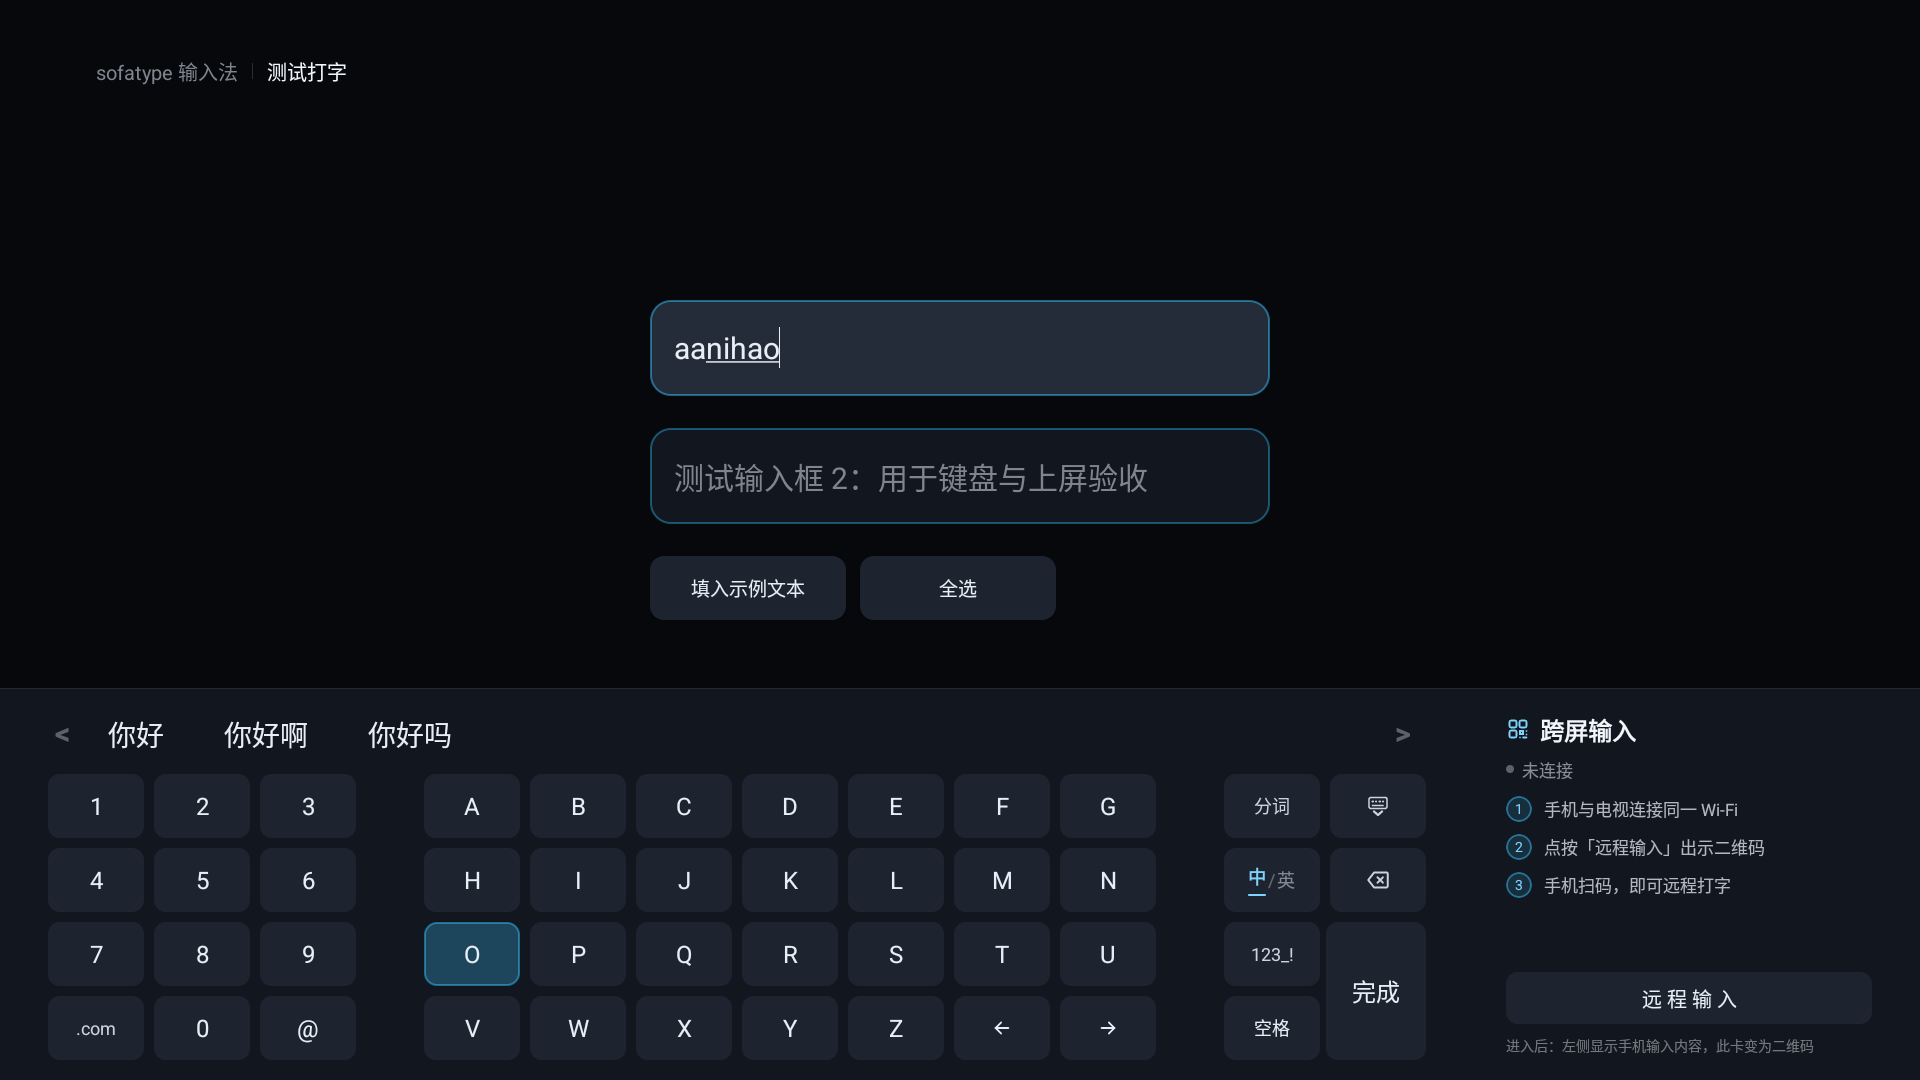 sofatype 输入法 测试打字
aanihao
测试输入框 2：用于键盘与上屏验收
填入示例文本 全选
< 你好 你好啊 你好吗 >
1 2 3 A B C D E F G 分词
4 5 6 H I J K L M N 中/英
7 8 9 O P Q R S T U 123_!
.com 0 @ V W X Y Z ← → 空格 完成
跨屏输入
未连接
1 手机与电视连接同一 Wi-Fi
2 点按「远程输入」出示二维码
3 手机扫码，即可远程打字
远程输入
进入后：左侧显示手机输入内容，此卡变为二维码